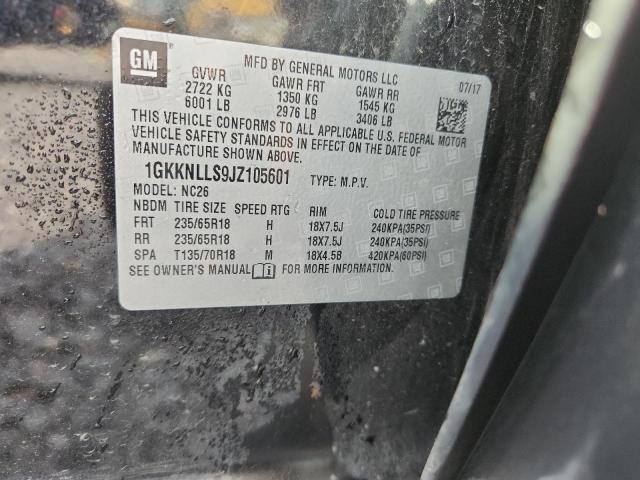 GM
MFD BY GENERAL MOTORS LLC
07/17
GVWR GAWR FRT GAWR RR
2722 KG 1350 KG 1545 KG
6001 LB 2976 LB 3406 LB
THIS VEHICLE CONFORMS TO ALL APPLICABLE U.S. FEDERAL MOTOR
VEHICLE SAFETY STANDARDS IN EFFECT ON THE DATE OF
MANUFACTURE SHOWN ABOVE.
1GKKNLLS9JZ105601 TYPE: M.P.V.
MODEL: NC26
NBDM TIRE SIZE SPEED RTG RIM COLD TIRE PRESSURE
FRT 235/65R18 H 18X7.5J 240KPA(35PSI)
RR 235/65R18 H 18X7.5J 240KPA(35PSI)
SPA T135/70R18 M 18X4.5B 420KPA(60PSI)
SEE OWNER'S MANUAL FOR MORE INFORMATION.